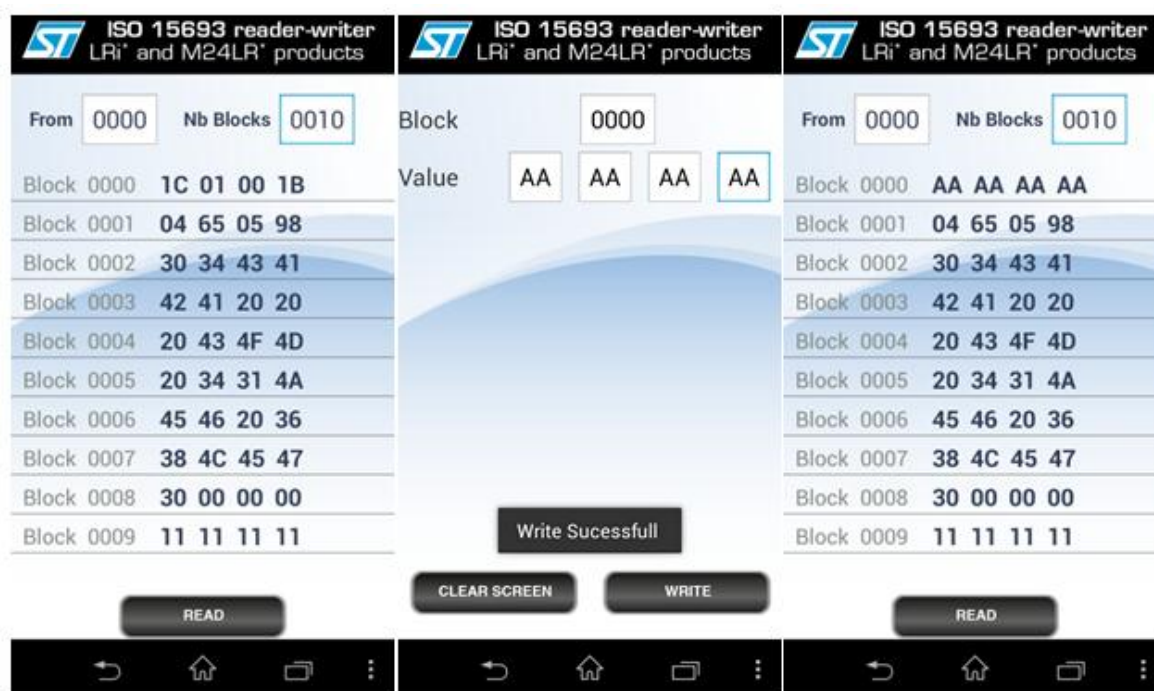 ISO 15693 reader-writer
LRi* and M24LR* products
From 0000 Nb Blocks 0010
Block 0000 1C 01 00 1B
Block 0001 04 65 05 98
Block 0002 30 34 43 41
Block 0003 42 41 20 20
Block 0004 20 43 4F 4D
Block 0005 20 34 31 4A
Block 0006 45 46 20 36
Block 0007 38 4C 45 47
Block 0008 30 00 00 00
Block 0009 11 11 11 11
READ
ISO 15693 reader-writer
LRi* and M24LR* products
Block 0000
Value AA AA AA AA
Write Sucessfull
CLEAR SCREEN WRITE
ISO 15693 reader-writer
LRi* and M24LR* products
From 0000 Nb Blocks 0010
Block 0000 AA AA AA AA
Block 0001 04 65 05 98
Block 0002 30 34 43 41
Block 0003 42 41 20 20
Block 0004 20 43 4F 4D
Block 0005 20 34 31 4A
Block 0006 45 46 20 36
Block 0007 38 4C 45 47
Block 0008 30 00 00 00
Block 0009 11 11 11 11
READ